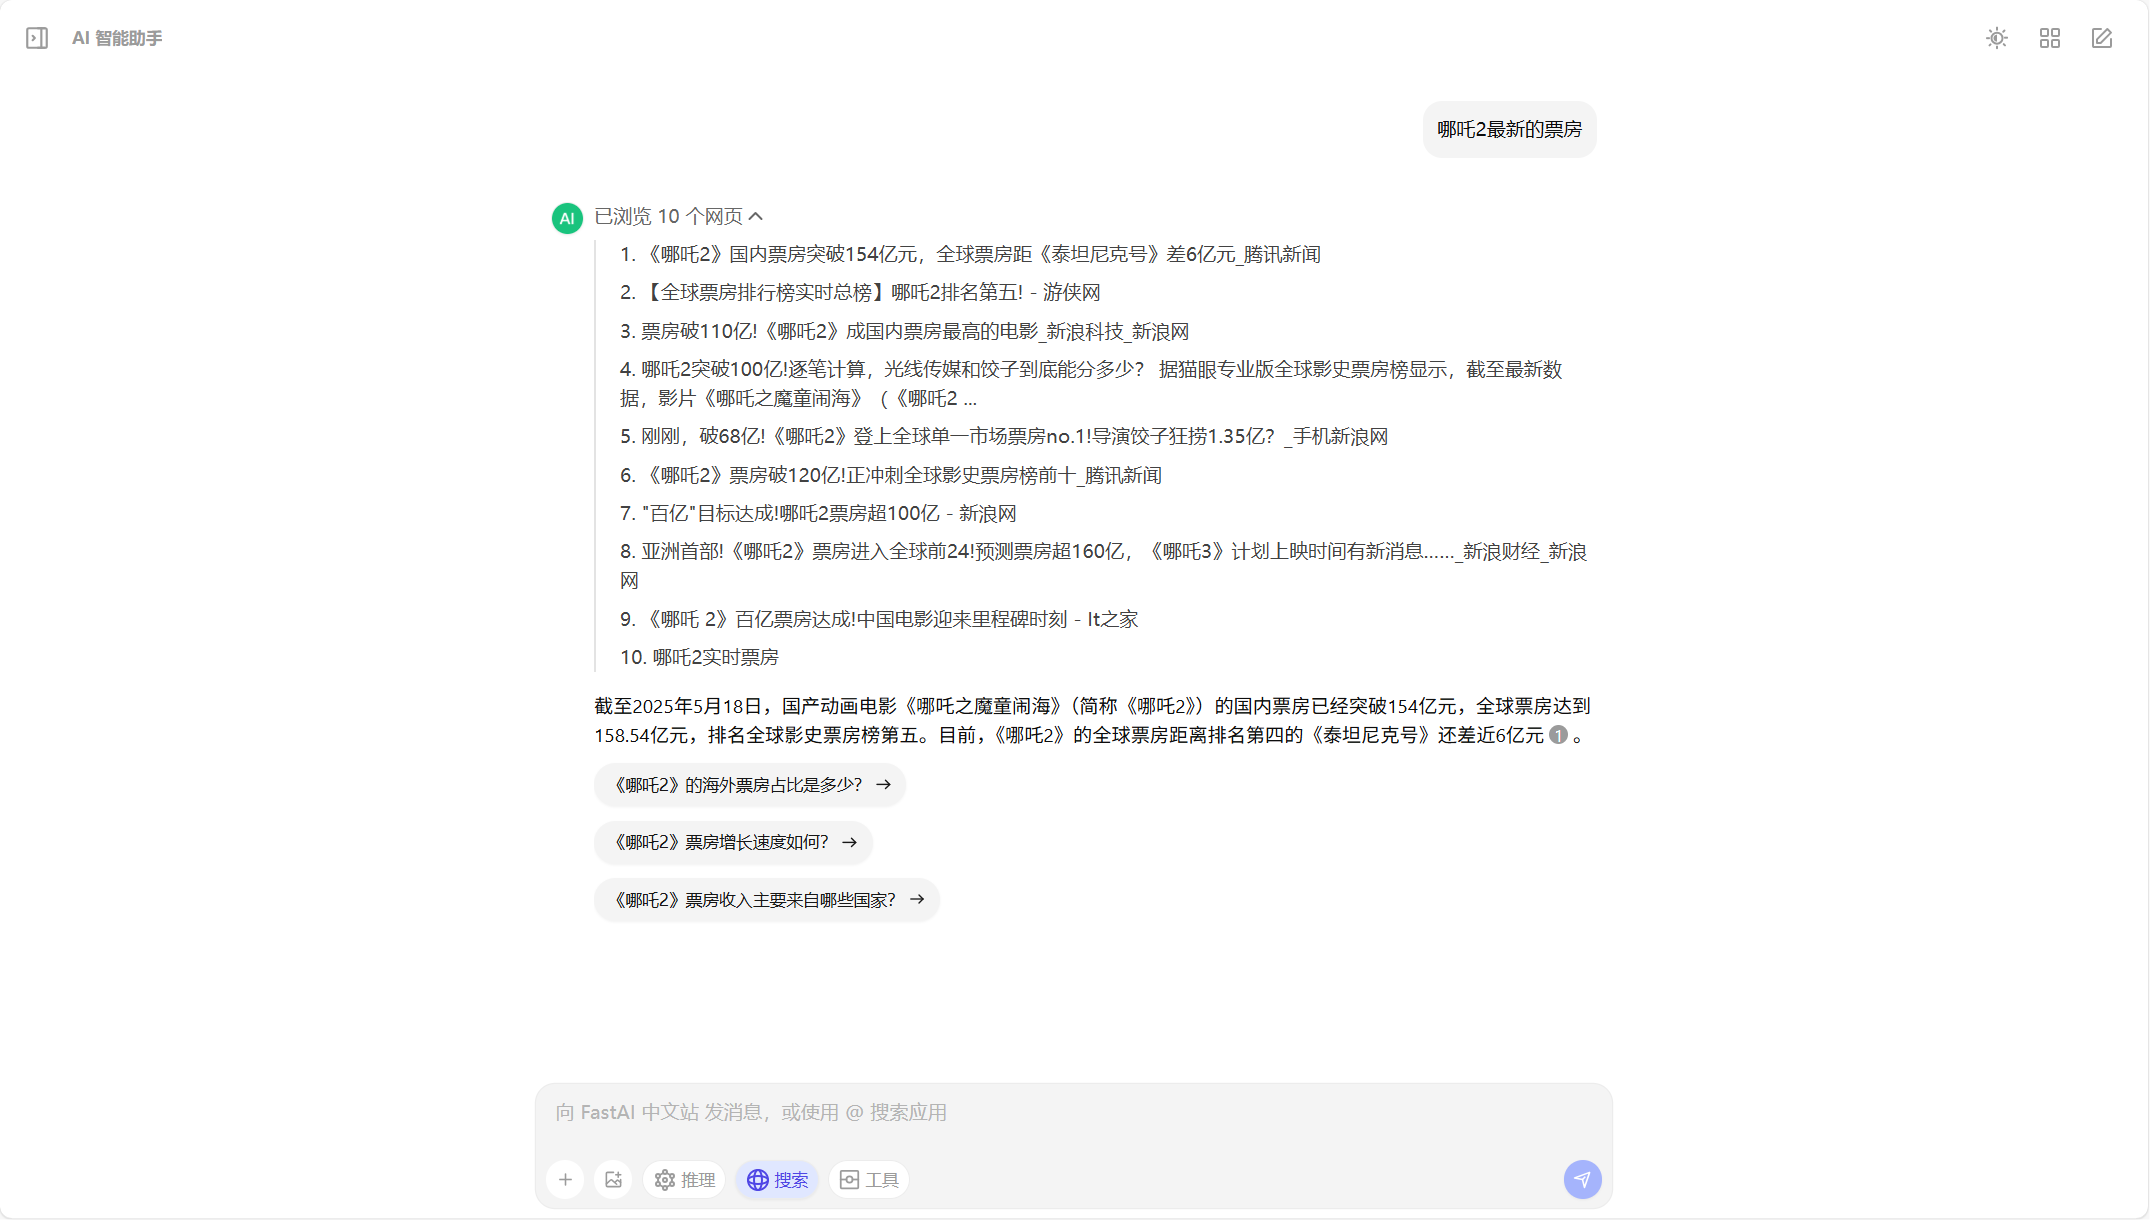 AI 智能助手
哪吒2最新的票房
AI
已浏览 10 个网页
1. 《哪吒2》国内票房突破154亿元，全球票房距《泰坦尼克号》差6亿元_腾讯新闻
2. 【全球票房排行榜实时总榜】哪吒2排名第五! - 游侠网
3. 票房破110亿!《哪吒2》成国内票房最高的电影_新浪科技_新浪网
4. 哪吒2突破100亿!逐笔计算，光线传媒和饺子到底能分多少？ 据猫眼专业版全球影史票房榜显示，截至最新数
据，影片《哪吒之魔童闹海》（《哪吒2 ...
5. 刚刚，破68亿!《哪吒2》登上全球单一市场票房no.1!导演饺子狂捞1.35亿？_手机新浪网
6. 《哪吒2》票房破120亿!正冲刺全球影史票房榜前十_腾讯新闻
7. "百亿"目标达成!哪吒2票房超100亿 - 新浪网
8. 亚洲首部!《哪吒2》票房进入全球前24!预测票房超160亿，《哪吒3》计划上映时间有新消息……_新浪财经_新浪
网
9. 《哪吒 2》百亿票房达成!中国电影迎来里程碑时刻 - It之家
10. 哪吒2实时票房
截至2025年5月18日，国产动画电影《哪吒之魔童闹海》（简称《哪吒2》）的国内票房已经突破154亿元，全球票房达到
158.54亿元，排名全球影史票房榜第五。目前，《哪吒2》的全球票房距离排名第四的《泰坦尼克号》还差近6亿元 1 。
《哪吒2》的海外票房占比是多少？ →
《哪吒2》票房增长速度如何？ →
《哪吒2》票房收入主要来自哪些国家？ →
向 FastAI 中文站 发消息，或使用 @ 搜索应用
推理
搜索
工具